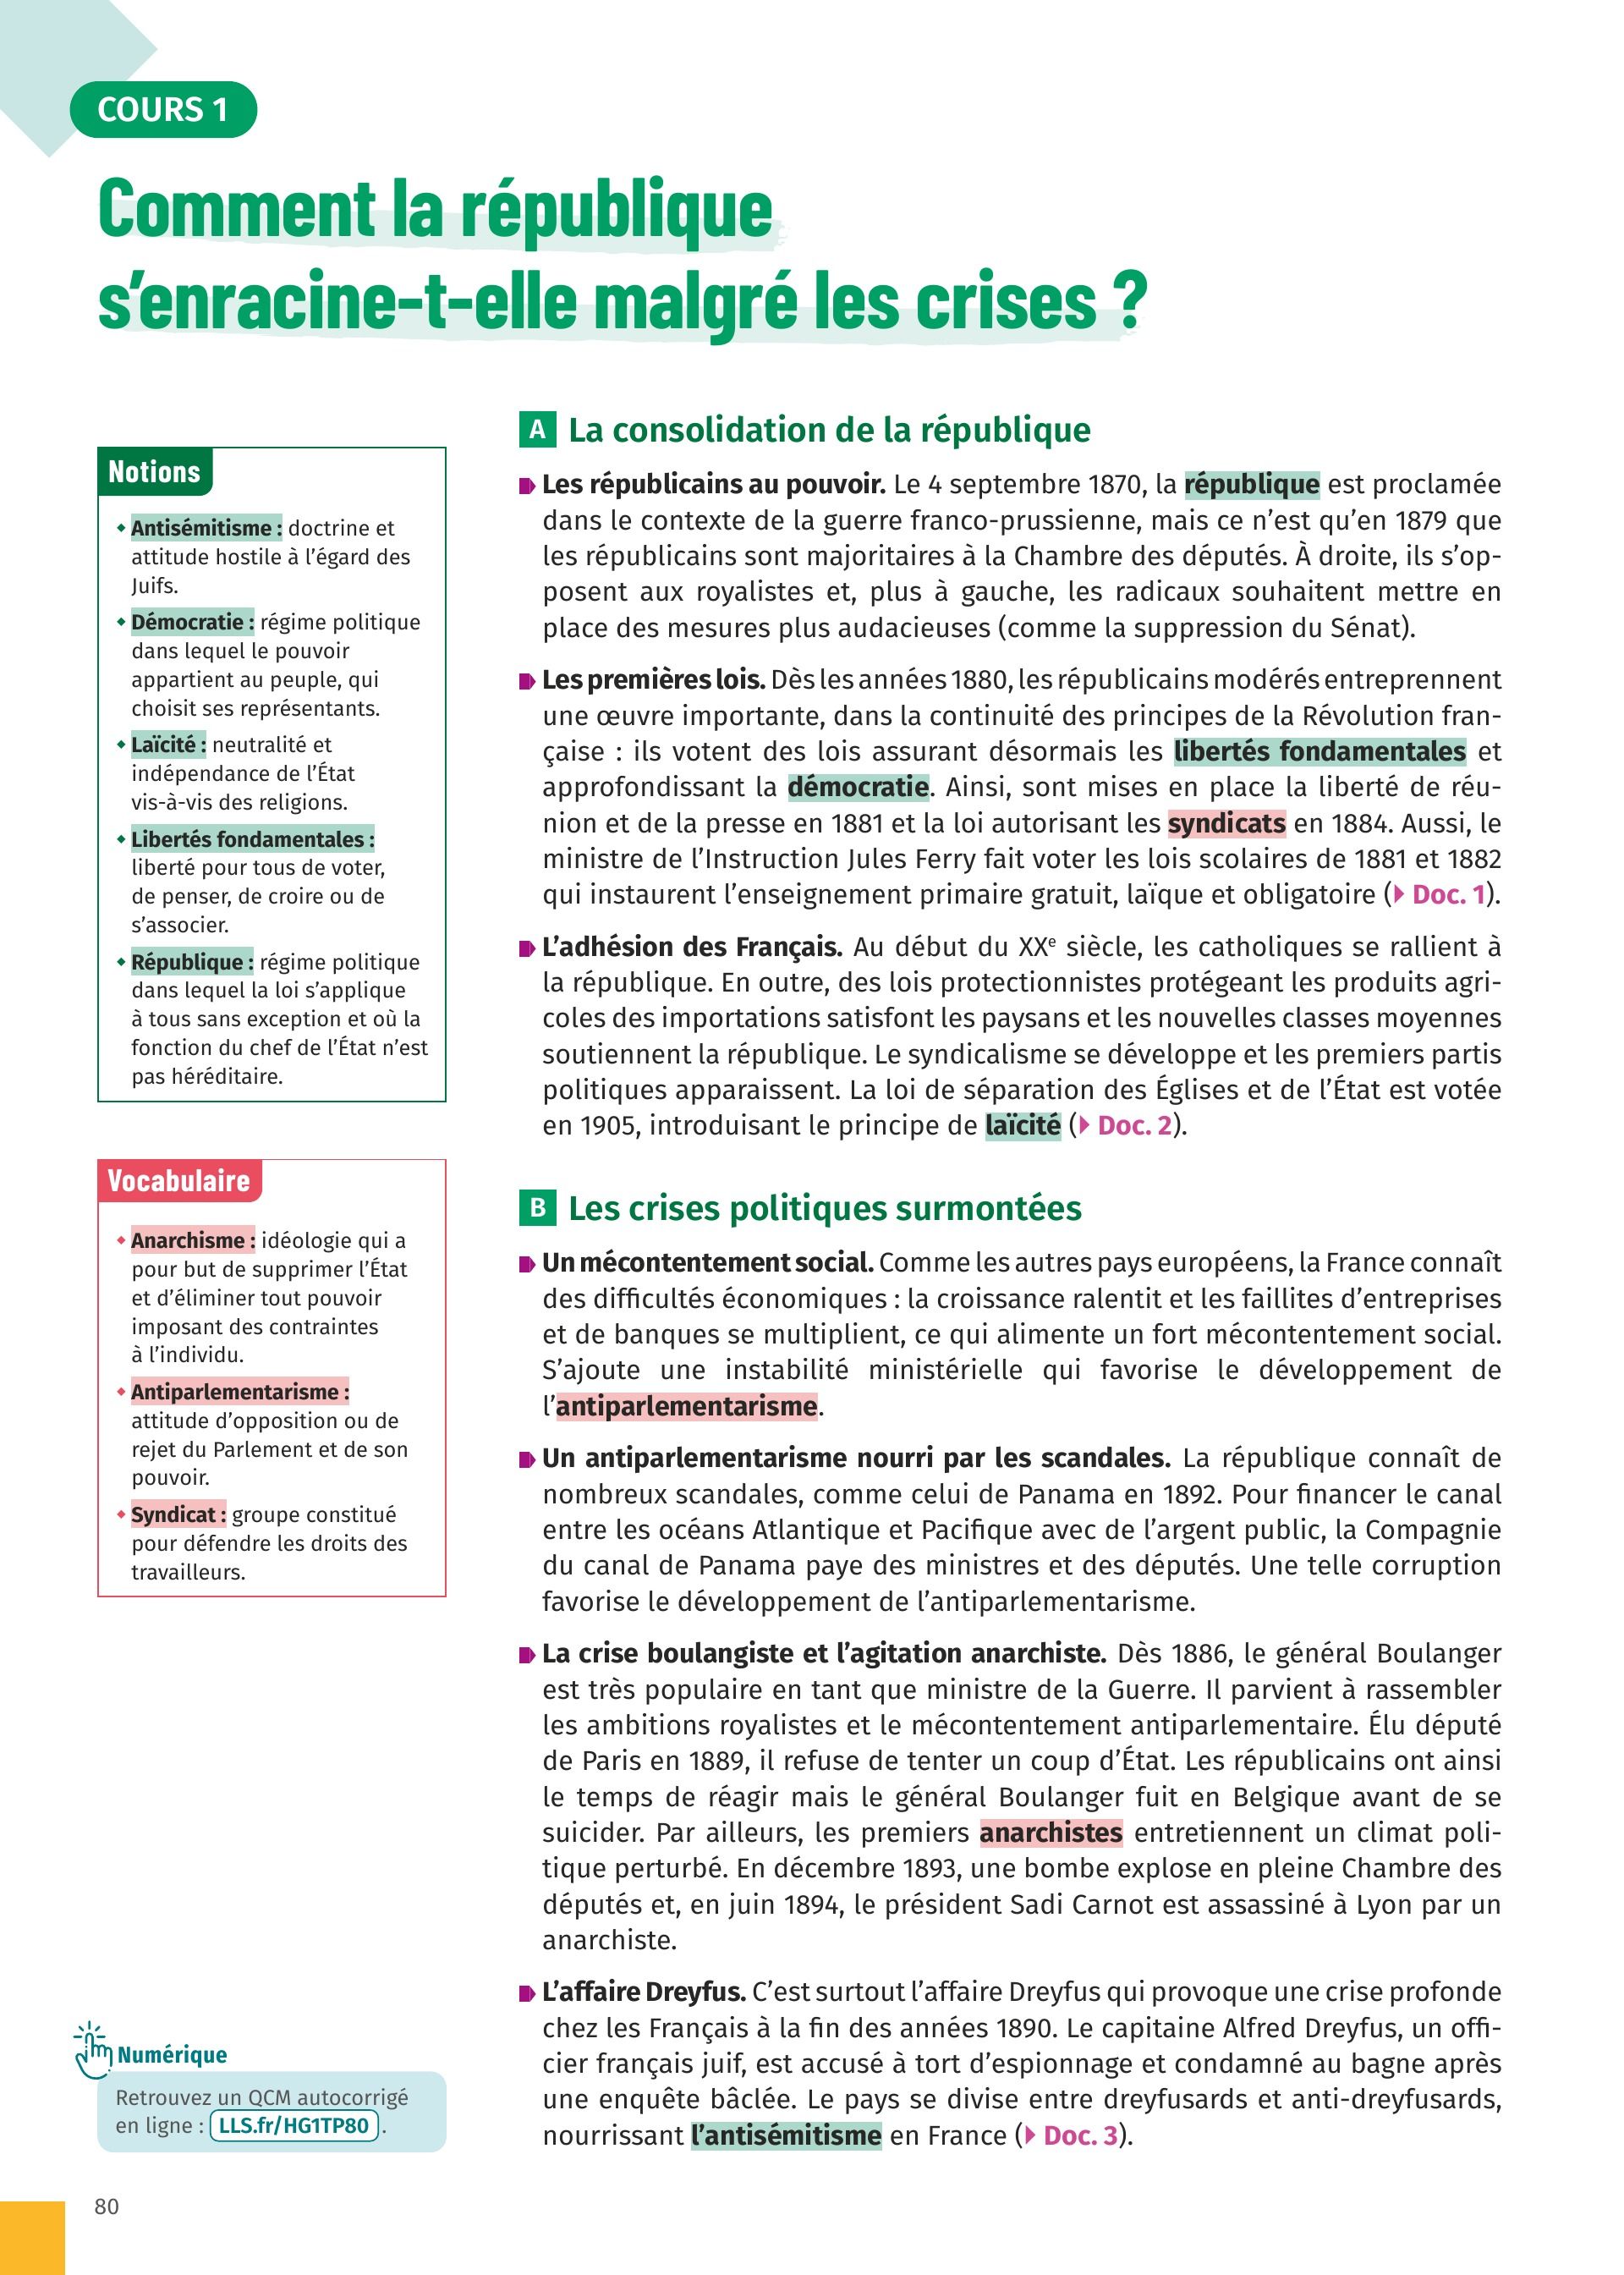 COURS 1
Comment la république
s’enracine-t-elle malgré les crises ?
Notions
Antisémitisme : doctrine et
attitude hostile à l’égard des
Juifs.
Démocratie : régime politique
dans lequel le pouvoir
appartient au peuple, qui
choisit ses représentants.
Laïcité : neutralité et
indépendance de l’État
vis-à-vis des religions.
Libertés fondamentales :
liberté pour tous de voter,
de penser, de croire ou de
s’associer.
République : régime politique
dans lequel la loi s’applique
à tous sans exception et où la
fonction du chef de l’État n’est
pas héréditaire.
Vocabulaire
Anarchisme : idéologie qui a
pour but de supprimer l’État
et d’éliminer tout pouvoir
imposant des contraintes
à l’individu.
Antiparlementarisme :
attitude d’opposition ou de
rejet du Parlement et de son
pouvoir.
Syndicat : groupe constitué
pour défendre les droits des
travailleurs.
Numérique
Retrouvez un QCM autocorrigé
en ligne : LLS.fr/HG1TP80.
A La consolidation de la république
Les républicains au pouvoir. Le 4 septembre 1870, la république est proclamée
dans le contexte de la guerre franco-prussienne, mais ce n’est qu’en 1879 que
les républicains sont majoritaires à la Chambre des députés. À droite, ils s’op-
posent aux royalistes et, plus à gauche, les radicaux souhaitent mettre en
place des mesures plus audacieuses (comme la suppression du Sénat).
Les premières lois. Dès les années 1880, les républicains modérés entreprennent
une œuvre importante, dans la continuité des principes de la Révolution fran-
çaise : ils votent des lois assurant désormais les libertés fondamentales et
approfondissant la démocratie. Ainsi, sont mises en place la liberté de réu-
nion et de la presse en 1881 et la loi autorisant les syndicats en 1884. Aussi, le
ministre de l’Instruction Jules Ferry fait voter les lois scolaires de 1881 et 1882
qui instaurent l’enseignement primaire gratuit, laïque et obligatoire (Doc. 1).
L’adhésion des Français. Au début du XXe siècle, les catholiques se rallient à
la république. En outre, des lois protectionnistes protégeant les produits agri-
coles des importations satisfont les paysans et les nouvelles classes moyennes
soutiennent la république. Le syndicalisme se développe et les premiers partis
politiques apparaissent. La loi de séparation des Églises et de l’État est votée
en 1905, introduisant le principe de laïcité (Doc. 2).
B Les crises politiques surmontées
Un mécontentement social. Comme les autres pays européens, la France connaît
des difficultés économiques : la croissance ralentit et les faillites d’entreprises
et de banques se multiplient, ce qui alimente un fort mécontentement social.
S’ajoute une instabilité ministérielle qui favorise le développement de
l’antiparlementarisme.
Un antiparlementarisme nourri par les scandales. La république connaît de
nombreux scandales, comme celui de Panama en 1892. Pour financer le canal
entre les océans Atlantique et Pacifique avec de l’argent public, la Compagnie
du canal de Panama paye des ministres et des députés. Une telle corruption
favorise le développement de l’antiparlementarisme.
La crise boulangiste et l’agitation anarchiste. Dès 1886, le général Boulanger
est très populaire en tant que ministre de la Guerre. Il parvient à rassembler
les ambitions royalistes et le mécontentement antiparlementaire. Élu député
de Paris en 1889, il refuse de tenter un coup d’État. Les républicains ont ainsi
le temps de réagir mais le général Boulanger fuit en Belgique avant de se
suicider. Par ailleurs, les premiers anarchistes entretiennent un climat poli-
tique perturbé. En décembre 1893, une bombe explose en pleine Chambre des
députés et, en juin 1894, le président Sadi Carnot est assassiné à Lyon par un
anarchiste.
L’affaire Dreyfus. C’est surtout l’affaire Dreyfus qui provoque une crise profonde
chez les Français à la fin des années 1890. Le capitaine Alfred Dreyfus, un offi-
cier français juif, est accusé à tort d’espionnage et condamné au bagne après
une enquête bâclée. Le pays se divise entre dreyfusards et anti-dreyfusards,
nourrissant l’antisémitisme en France (Doc. 3).
80